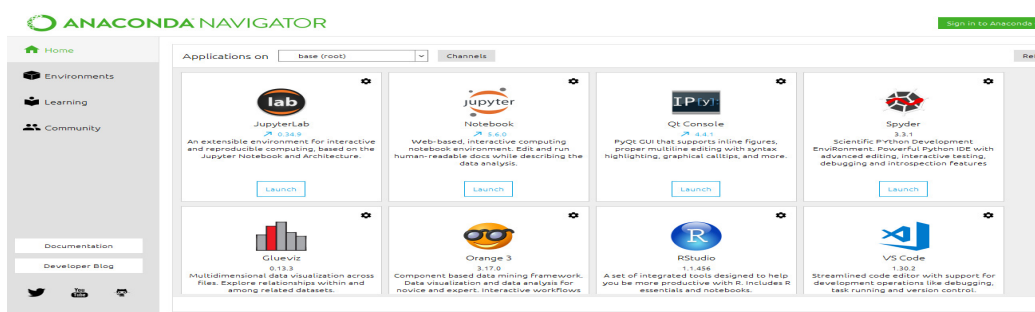 ANACONDA NAVIGATOR
Sign in to Anaconda
Home
Environments
Learning
Community
Documentation
Developer Blog
You
Tube
Applications on base (root) Channels
lab
JupyterLab
0.34.9
An extensible environment for interactive
and reproducible computing, based on the
Jupyter Notebook and Architecture.
Launch
jupyter
Notebook
5.6.0
Web-based, interactive computing
notebook environment. Edit and run
human-readable docs while describing the
data analysis.
Launch
IP[y]:
Qt Console
4.4.1
PyQt GUI that supports inline figures,
proper multiline editing with syntax
highlighting, graphical calltips, and more.
Launch
Spyder
3.3.1
Scientific PYthon Development
EnviRonment. Powerful Python IDE with
advanced editing, interactive testing,
debugging and introspection features
Launch
Glueviz
0.13.3
Multidimensional data visualization across
files. Explore relationships within and
among related datasets.
Orange 3
3.17.0
Component based data mining framework.
Data visualization and data analysis for
novice and expert. Interactive workflows
R
RStudio
1.1.456
A set of integrated tools designed to help
you be more productive with R. Includes R
essentials and notebooks.
VS Code
1.30.2
Streamlined code editor with support for
development operations like debugging,
task running and version control.